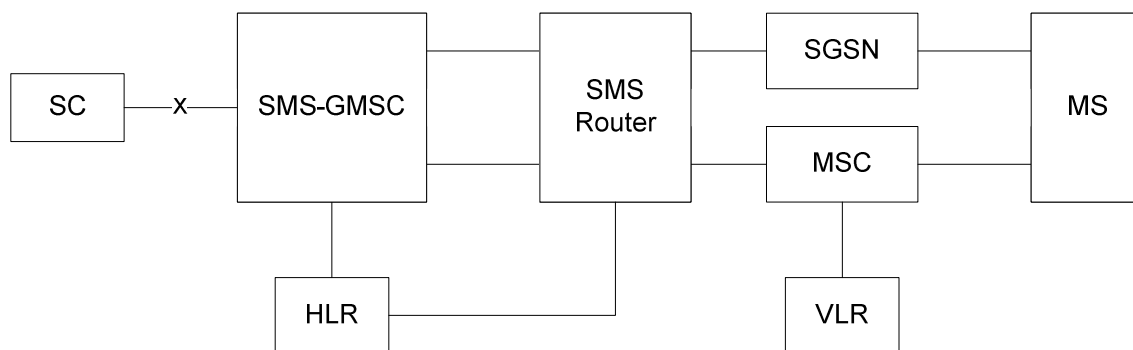 SC
X
SMS-GMSC
SMS
Router
SGSN
MSC
MS
HLR
VLR